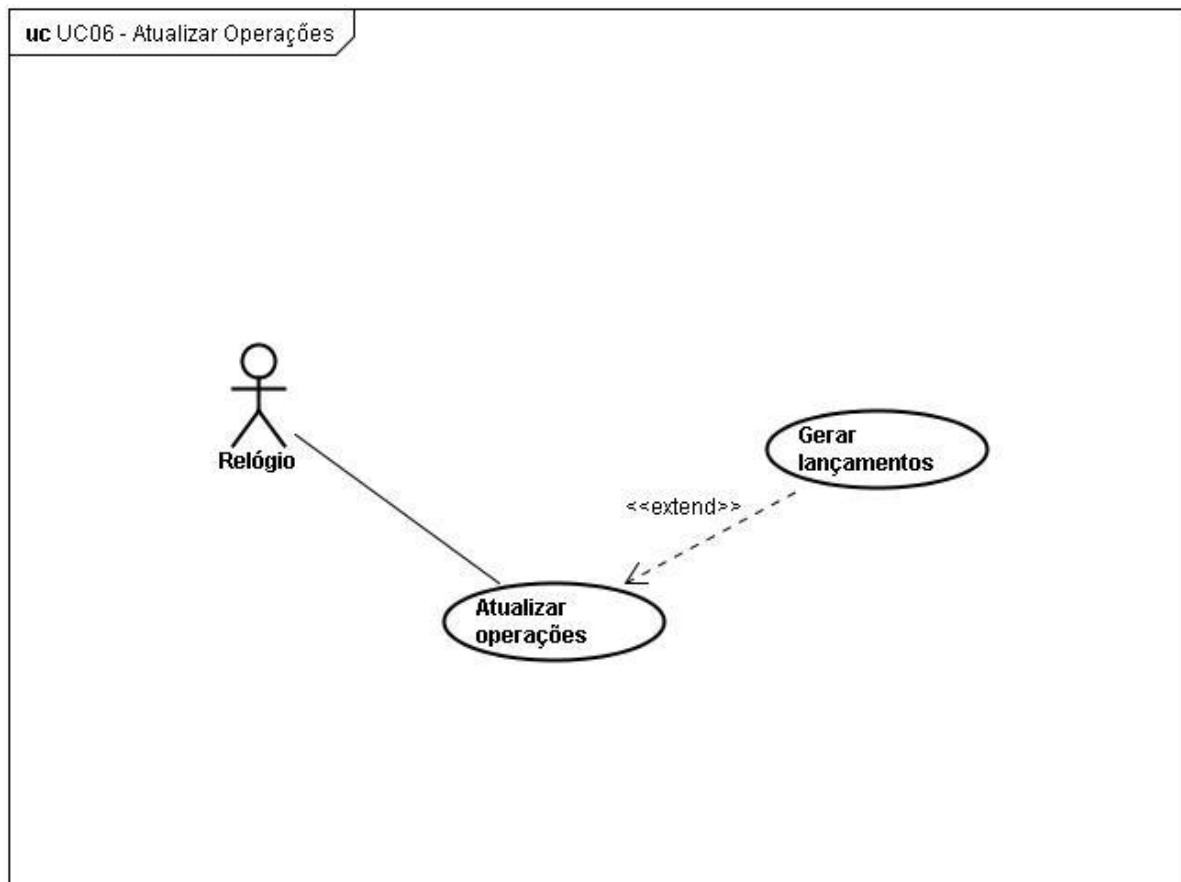 uc UC06 - Atualizar Operações
Relógio
Gerar
lançamentos
<<extend>>
Atualizar
operações